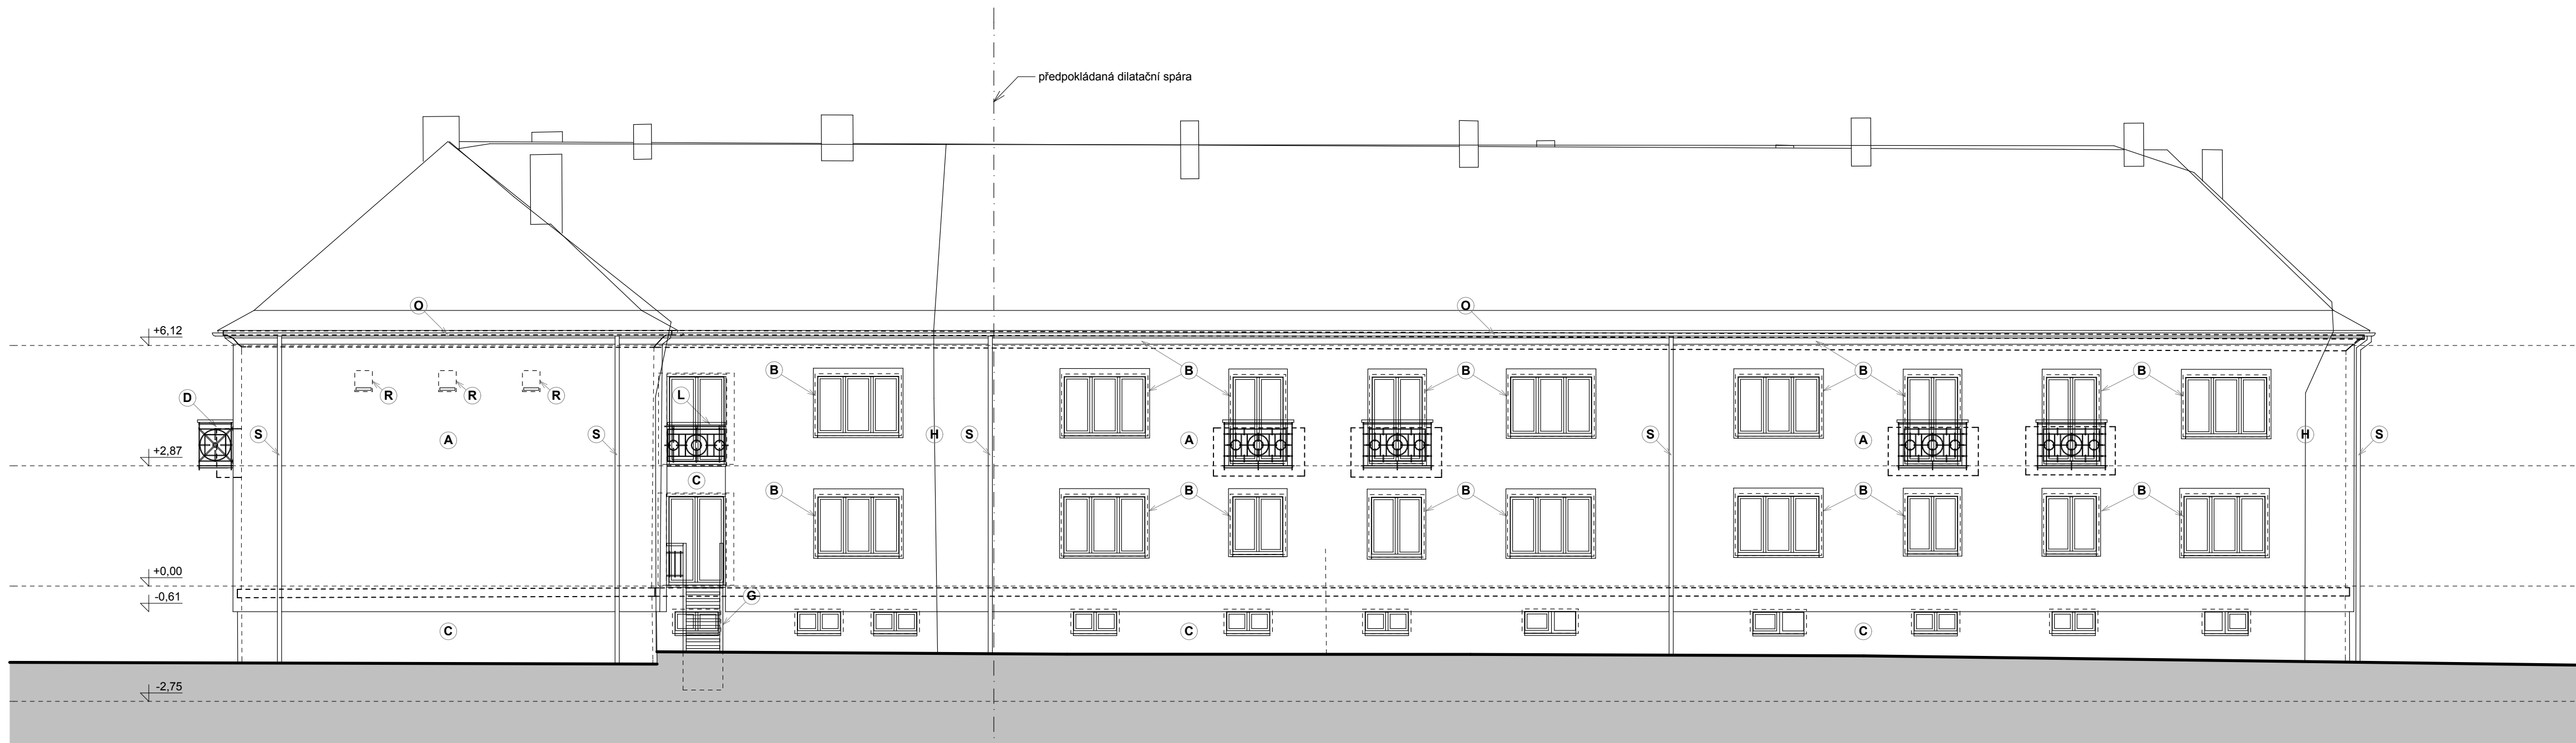 předpokládaná dilatační spára
O O
+6,12
B B B B B
R R R
D L
S A S H S A S A H S
+2,87
C
B B B B B
+0,00
-0,61
G
C C C
-2,75